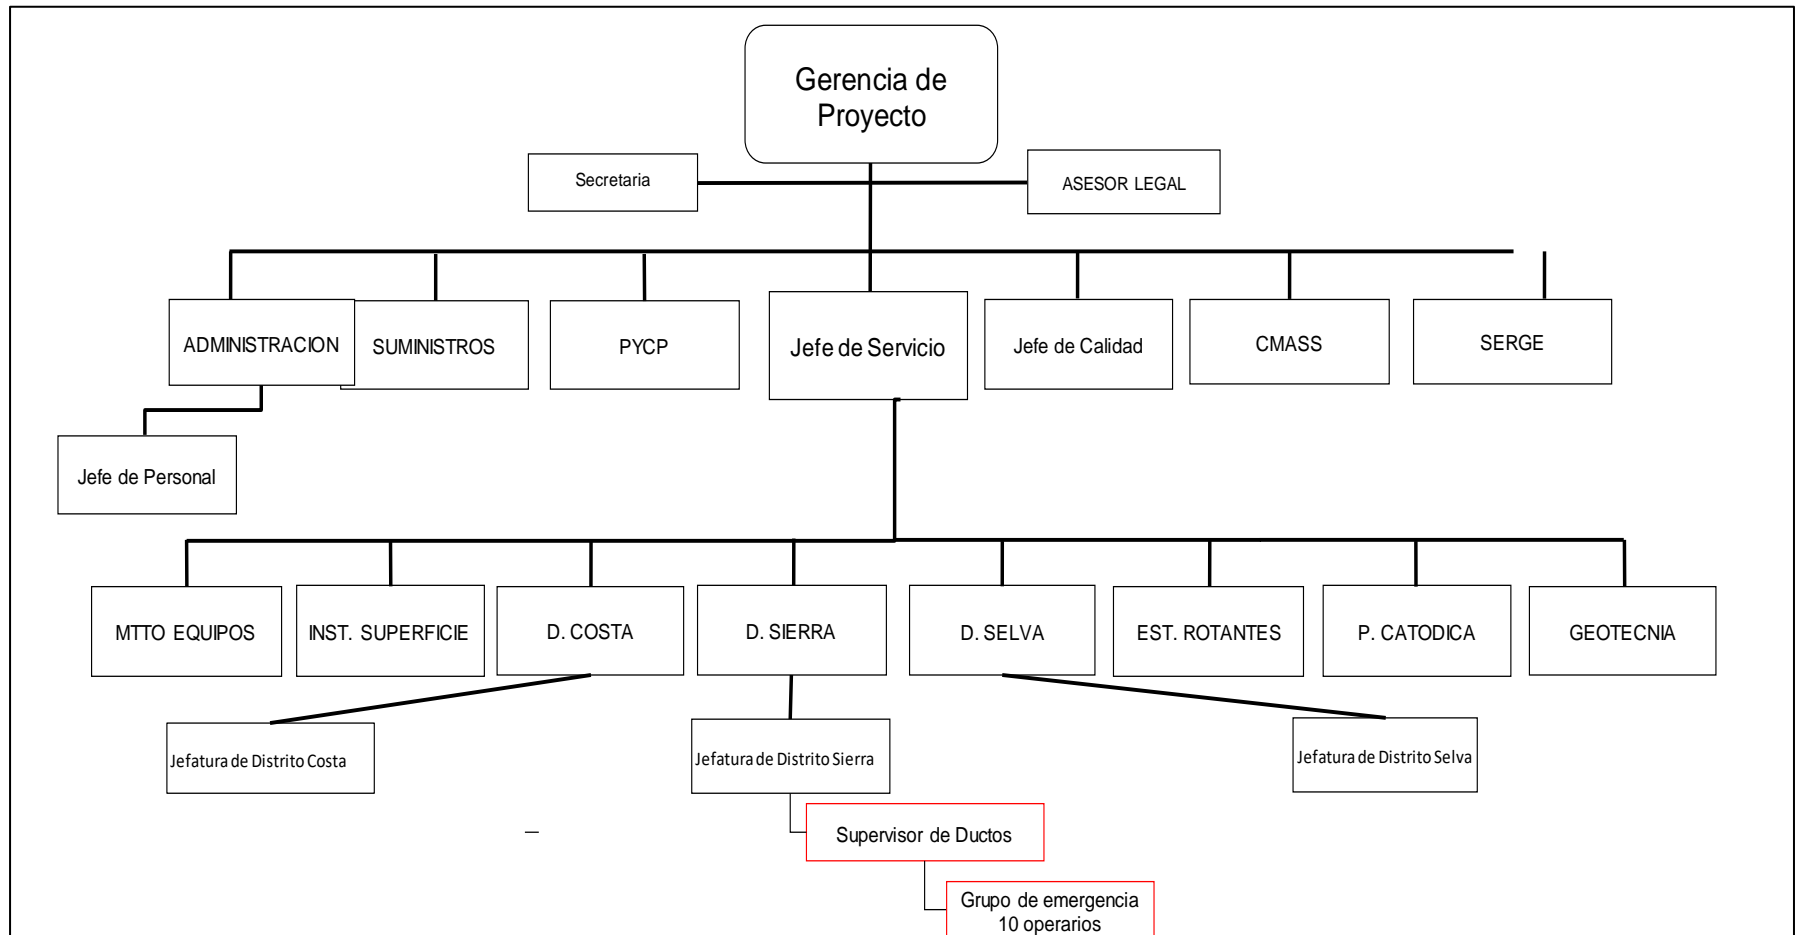 Gerencia de
Proyecto
Secretaria
ASESOR LEGAL
ADMINISTRACION
SUMINISTROS
PYCP
Jefe de Servicio
Jefe de Calidad
CMASS
SERGE
Jefe de Personal
MTTO EQUIPOS
INST. SUPERFICIE
D. COSTA
D. SIERRA
D. SELVA
EST. ROTANTES
P. CATODICA
GEOTECNIA
Jefatura de Distrito Costa
Jefatura de Distrito Sierra
Jefatura de Distrito Selva
Supervisor de Ductos
Grupo de emergencia
10 operarios